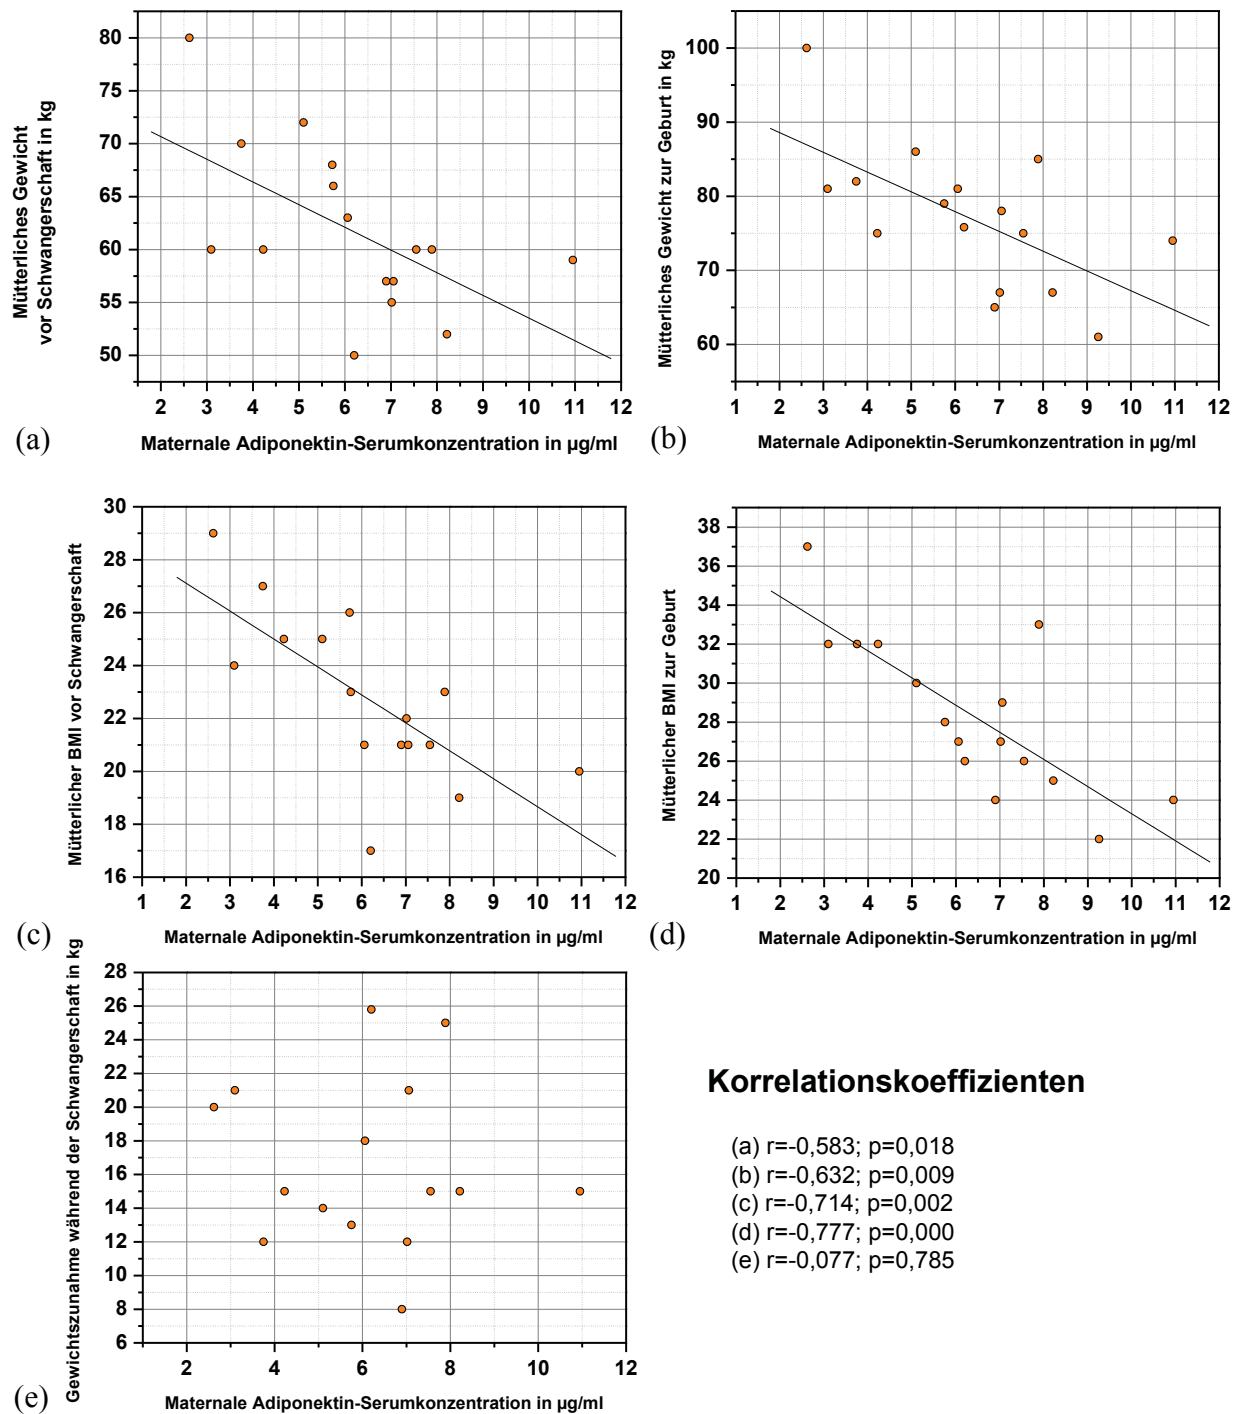 80
75
70
65
60
55
50
2 3 4 5 6 7 8 9 10 11 12
Mütterliches Gewicht
vor Schwangerschaft in kg
Maternale Adiponektin-Serumkonzentration in µg/ml
(a)
100
90
80
70
60
1 2 3 4 5 6 7 8 9 10 11 12
Mütterliches Gewicht zur Geburt in kg
Maternale Adiponektin-Serumkonzentration in µg/ml
(b)
30
28
26
24
22
20
18
16
1 2 3 4 5 6 7 8 9 10 11 12
Mütterlicher BMI vor Schwangerschaft
Maternale Adiponektin-Serumkonzentration in µg/ml
(c)
38
36
34
32
30
28
26
24
22
20
1 2 3 4 5 6 7 8 9 10 11 12
Mütterlicher BMI zur Geburt
Maternale Adiponektin-Serumkonzentration in µg/ml
(d)
28
26
24
22
20
18
16
14
12
10
8
6
2 4 6 8 10 12
Gewichtszunahme während der Schwangerschaft in kg
Maternale Adiponektin-Serumkonzentration in µg/ml
(e)
Korrelationskoeffizienten
(a) r=-0,583; p=0,018
(b) r=-0,632; p=0,009
(c) r=-0,714; p=0,002
(d) r=-0,777; p=0,000
(e) r=-0,077; p=0,785